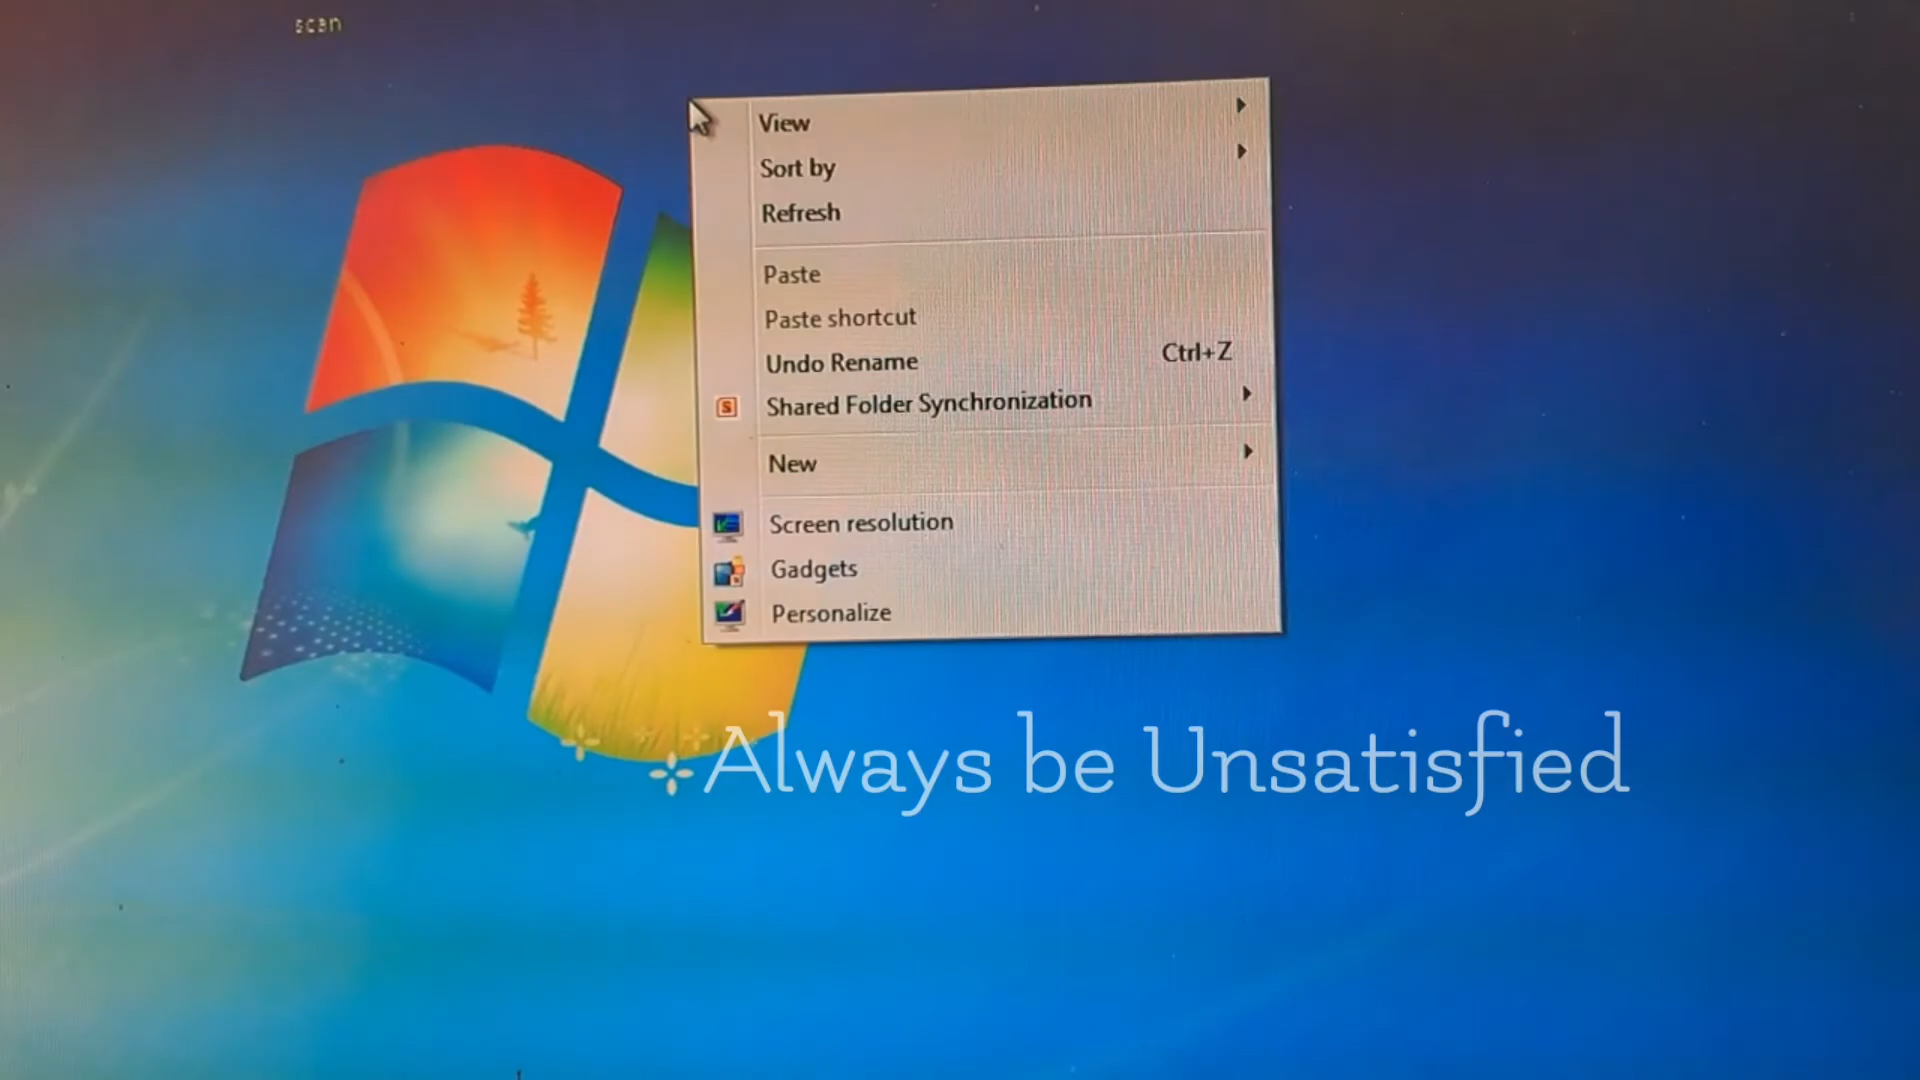 scan
View
Sort by
Refresh
Paste
Paste shortcut
Undo Rename Ctrl+Z
Shared Folder Synchronization
New
Screen resolution
Gadgets
Personalize
Always be Unsatisfied